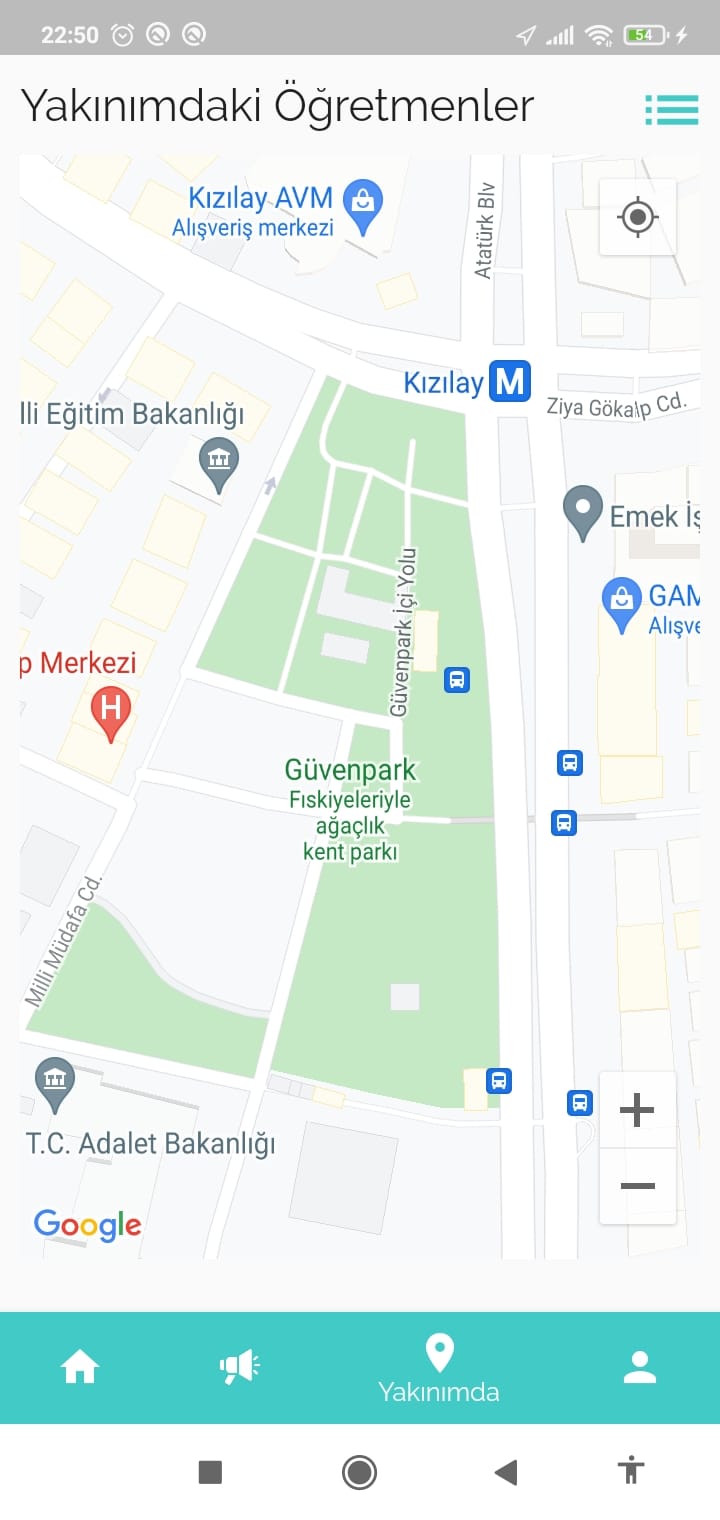 22:50
54
Yakınımdaki Öğretmenler
Kızılay AVM
Alışveriş merkezi
Atatürk Blv
Kızılay M
Ziya Gökalp Cd.
lli Eğitim Bakanlığı
Emek İş
GAM
Alışve
Güvenpark İçi Yolu
p Merkezi
H
Güvenpark
Fıskiyeleriyle
ağaçlık
kent parkı
Milli Müdafa Cd.
T.C. Adalet Bakanlığı
Google
Yakınımda